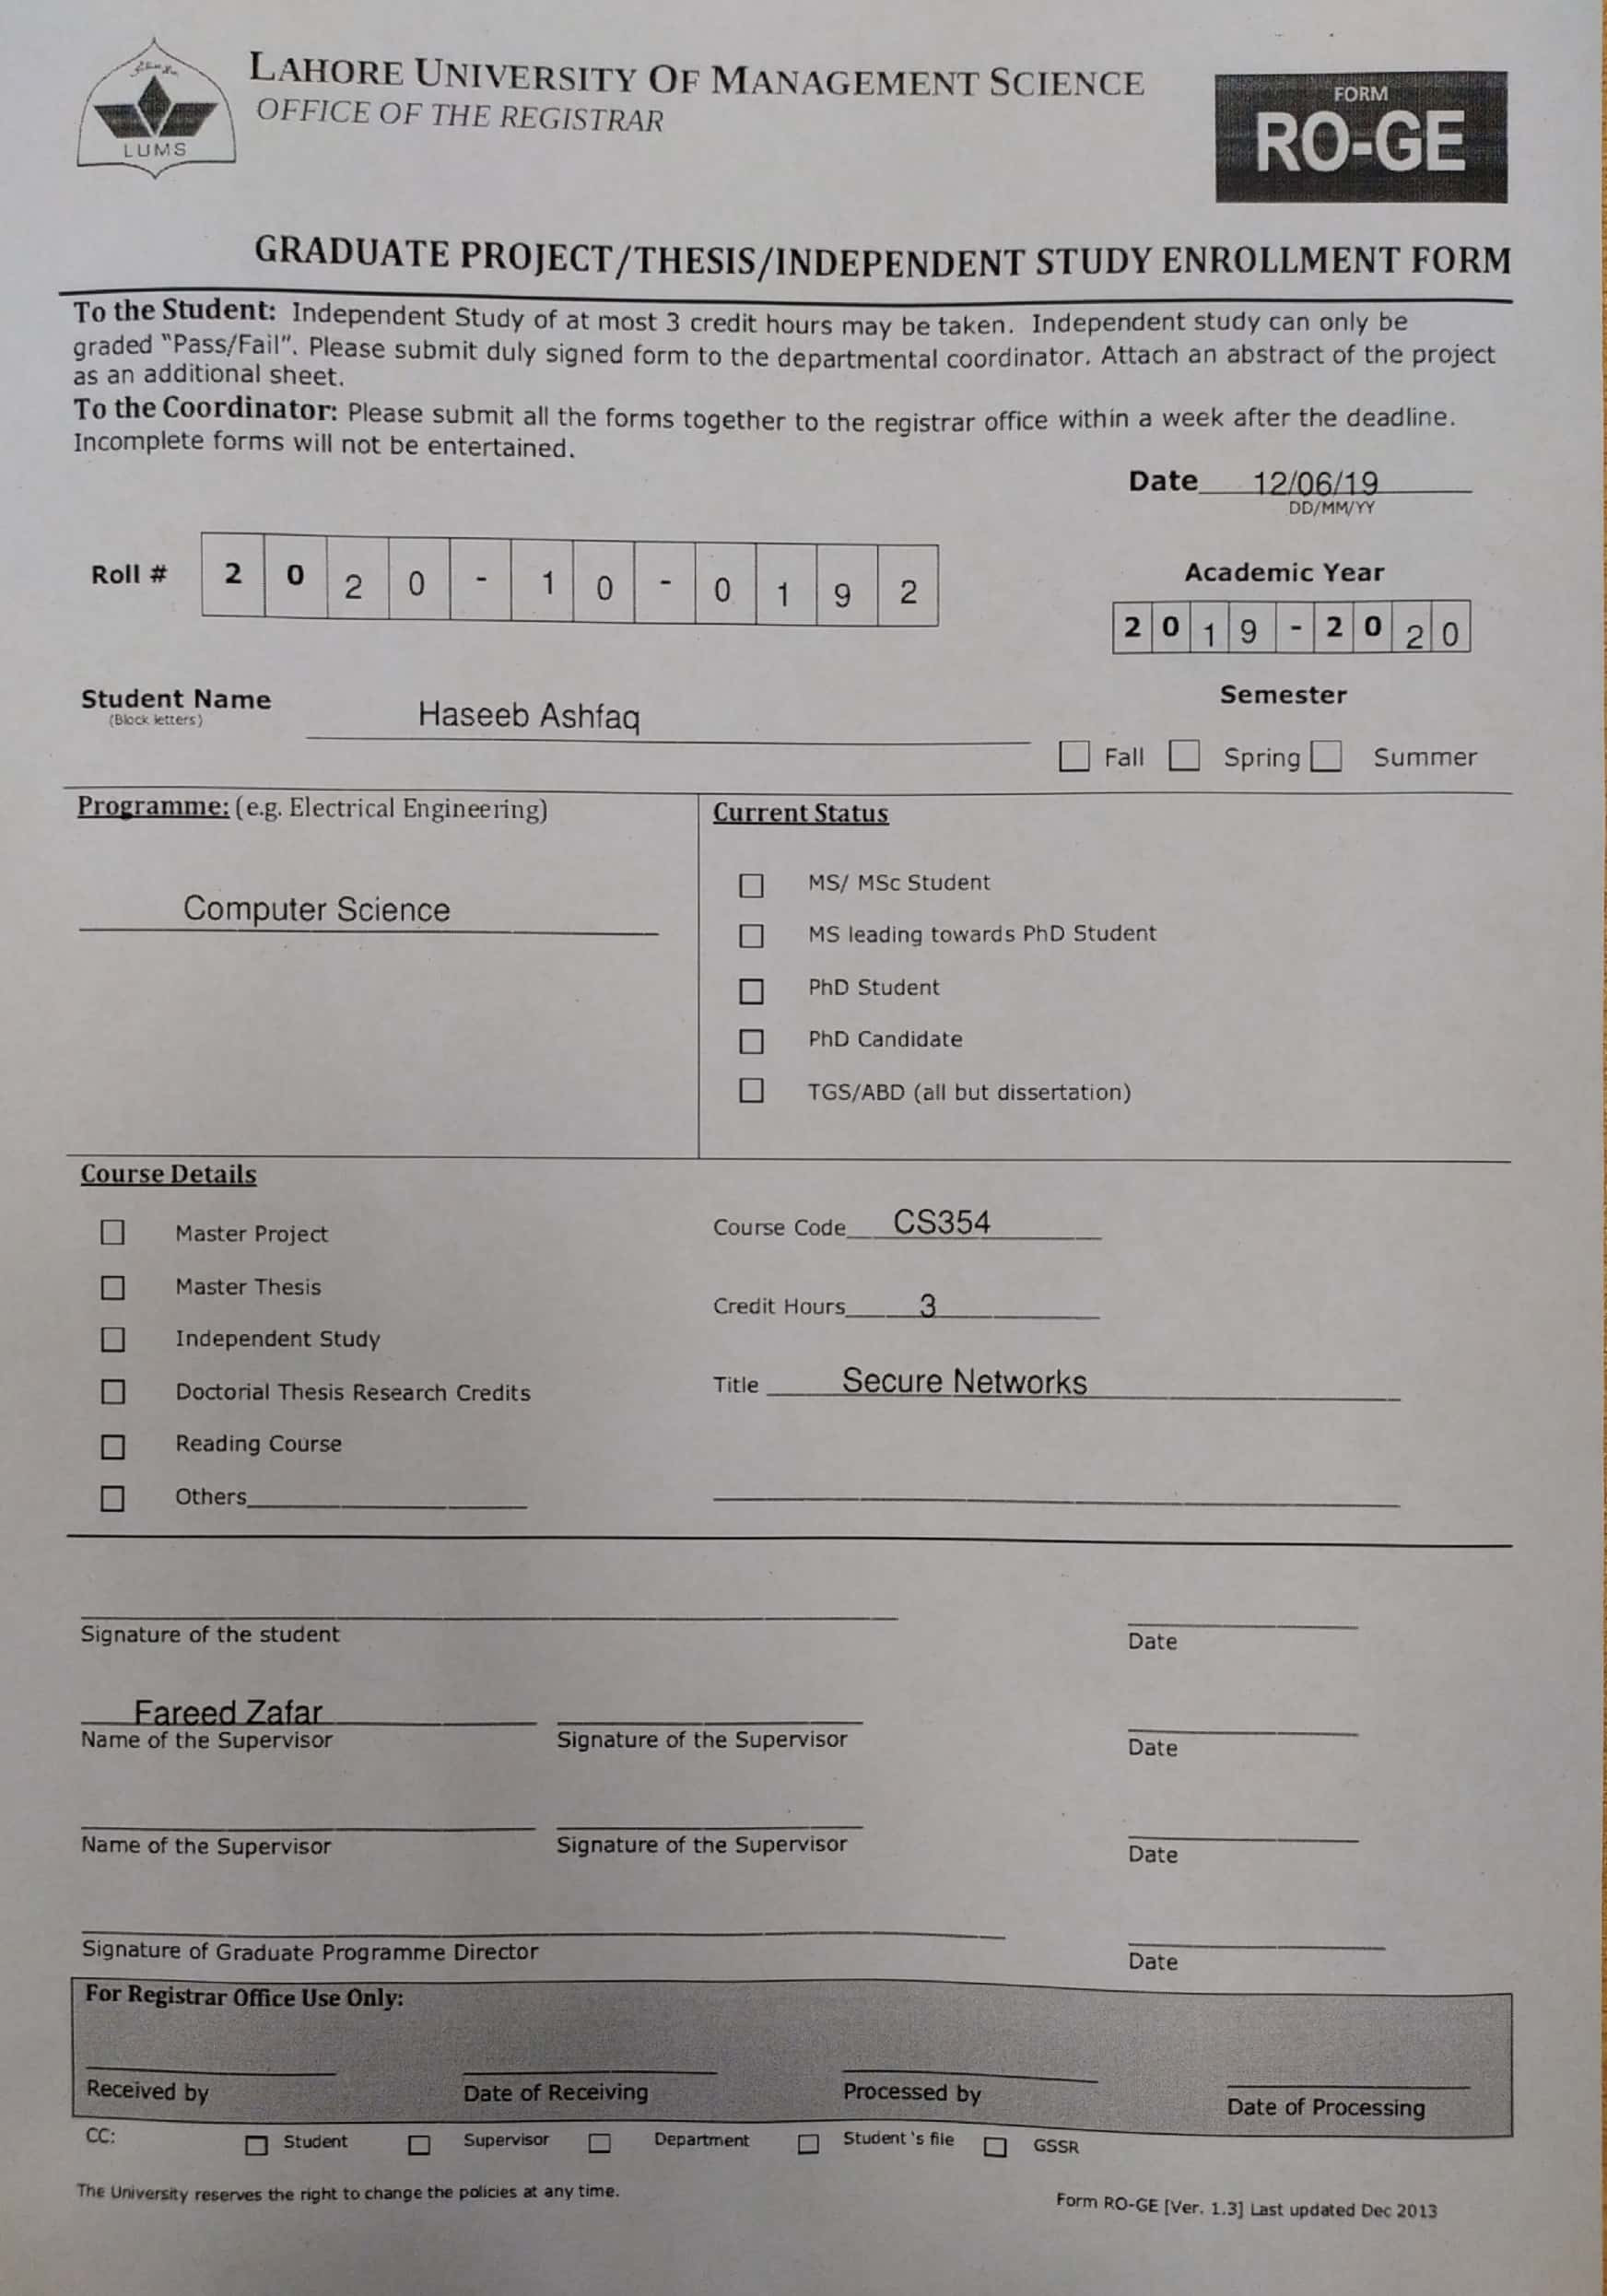 LUMS
LAHORE UNIVERSITY OF MANAGEMENT SCIENCE
OFFICE OF THE REGISTRAR
FORM
RO-GE
GRADUATE PROJECT/THESIS/INDEPENDENT STUDY ENROLLMENT FORM
To the Student: Independent Study of at most 3 credit hours may be taken. Independent study can only be
graded "Pass/Fail". Please submit duly signed form to the departmental coordinator. Attach an abstract of the project
as an additional sheet.
To the Coordinator: Please submit all the forms together to the registrar office within a week after the deadline.
Incomplete forms will not be entertained.
Date 12/06/19
DD/MM/YY
Roll # 2 0 2 0 - 1 0 - 0 1 9 2
Academic Year
2 0 1 9 - 2 0 2 0
Student Name Haseeb Ashfaq
(Block letters)
Semester
Fall Spring Summer
Programme: (e.g. Electrical Engineering)
Computer Science
Current Status
MS/ MSc Student
MS leading towards PhD Student
PhD Student
PhD Candidate
TGS/ABD (all but dissertation)
Course Details
Master Project
Master Thesis
Independent Study
Doctorial Thesis Research Credits
Reading Course
Others
Course Code CS354
Credit Hours 3
Title Secure Networks
Signature of the student Date
Fareed Zafar
Name of the Supervisor Signature of the Supervisor Date
Name of the Supervisor Signature of the Supervisor Date
Signature of Graduate Programme Director Date
For Registrar Office Use Only:
Received by Date of Receiving Processed by Date of Processing
CC: Student Supervisor Department Student 's file GSSR
The University reserves the right to change the policies at any time.
Form RO-GE [Ver. 1.3] Last updated Dec 2013